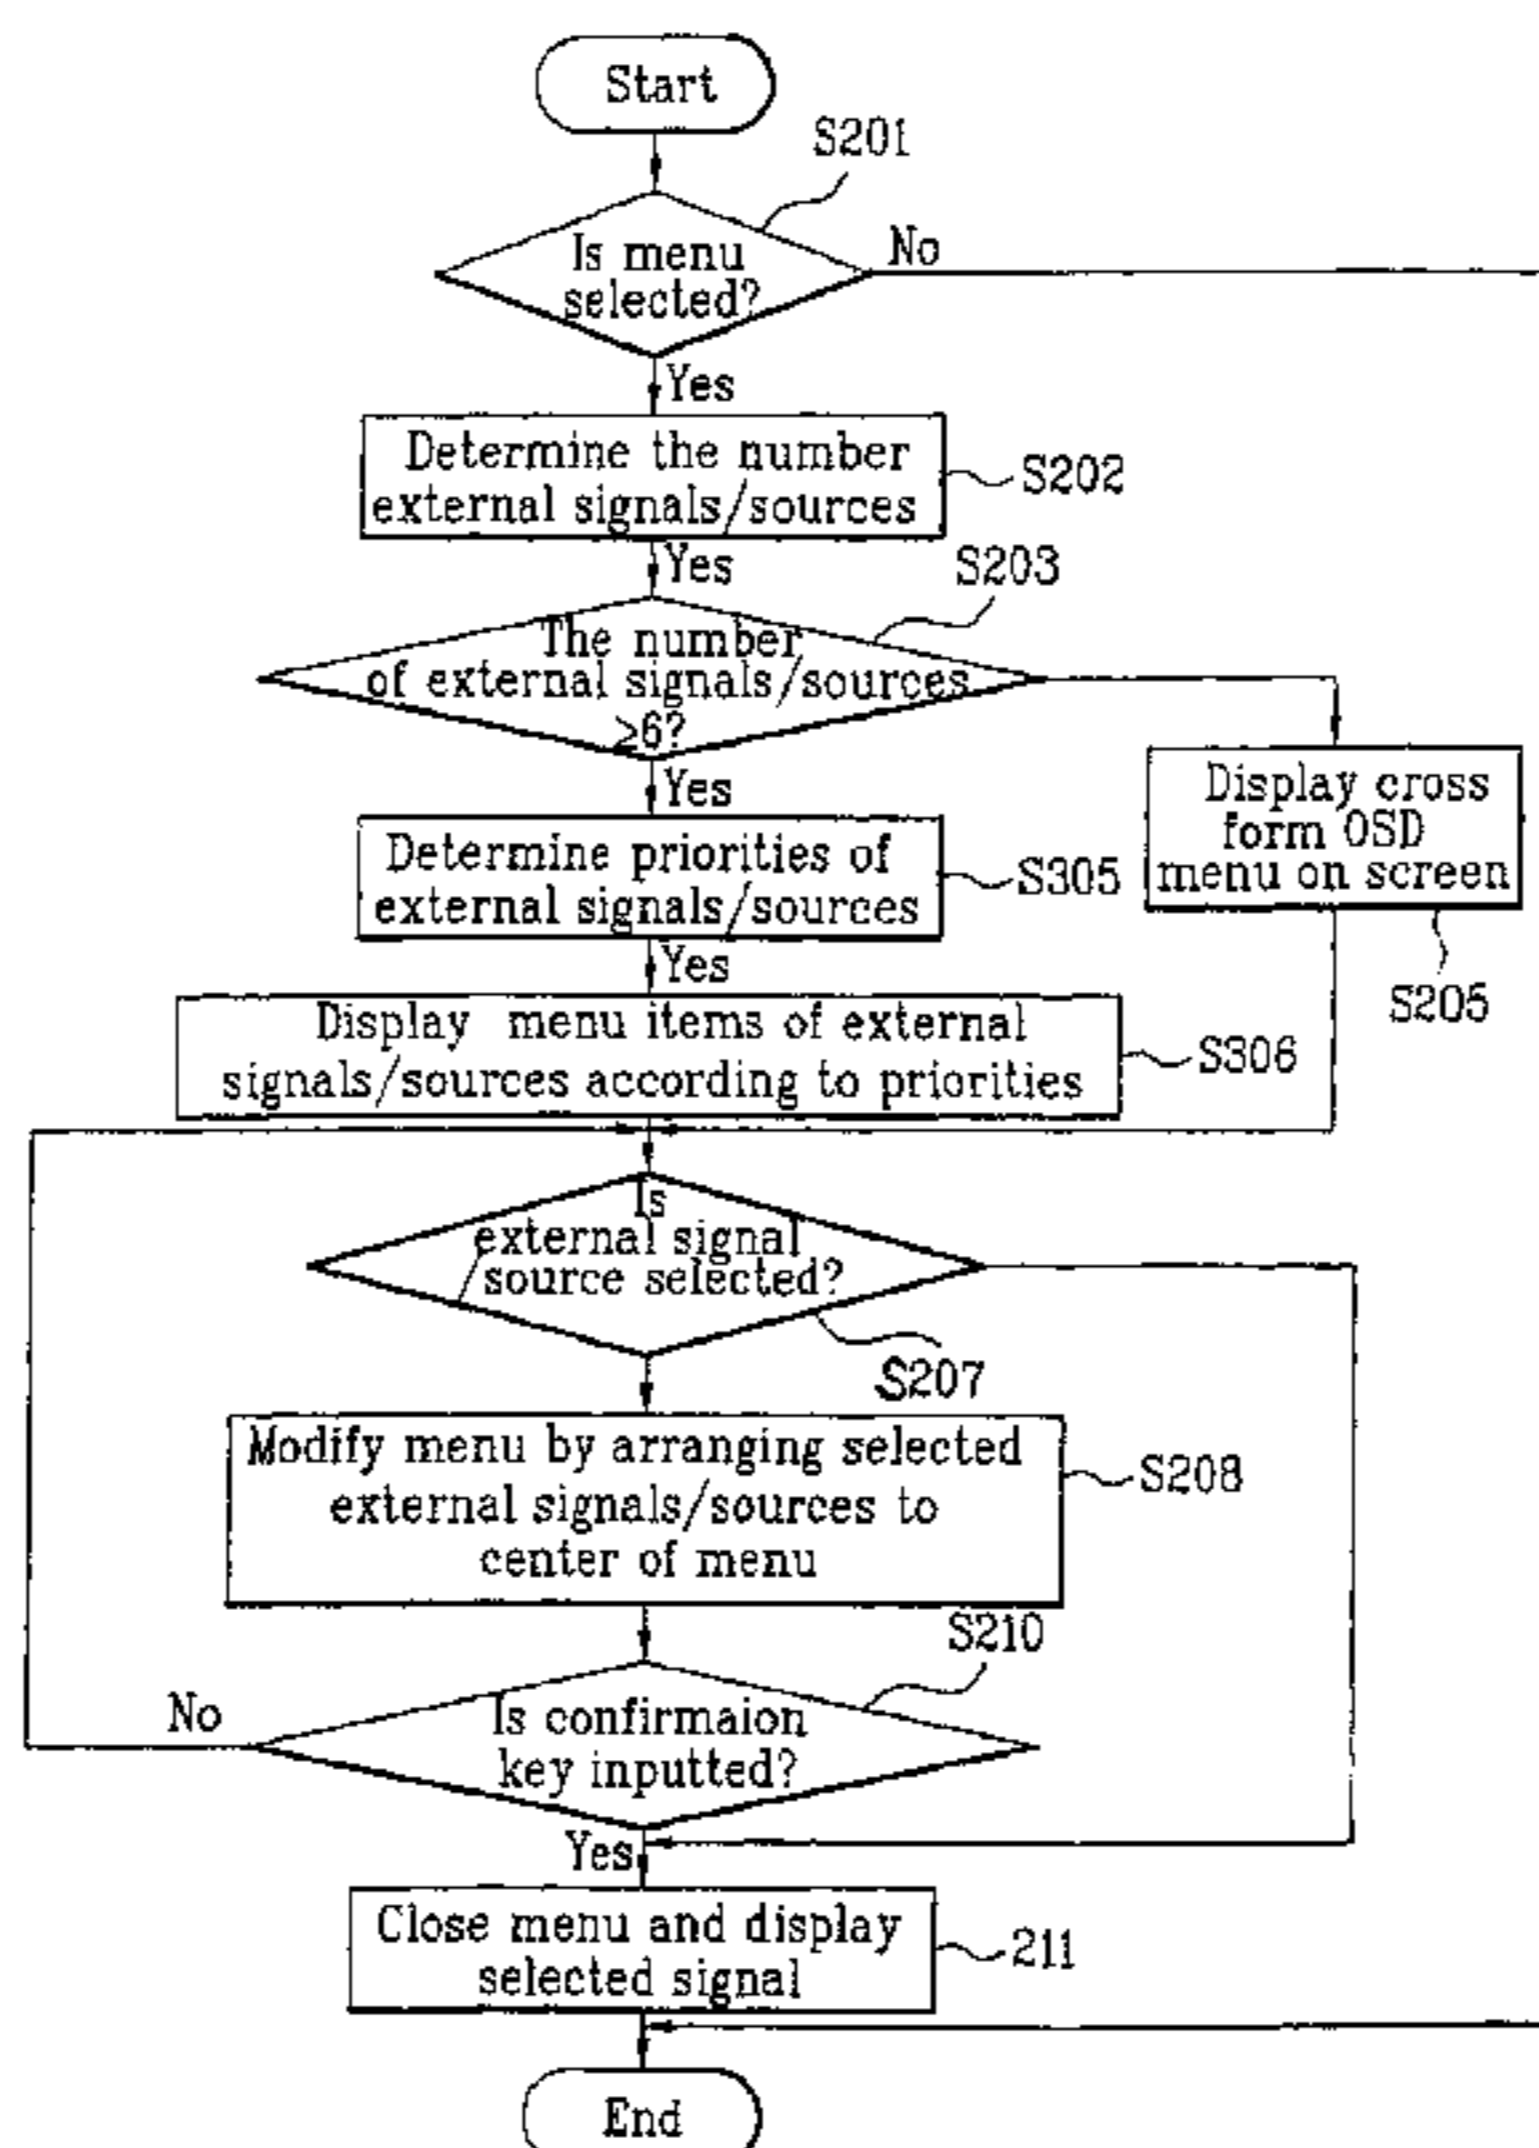 Start
S201
Is menu
selected?
No
Yes
Determine the number
external signals/sources
S202
Yes
S203
The number
of external signals/sources
≥6?
Yes
Determine priorities of
external signals/sources
S305
Display cross
form OSD
menu on screen
S205
Yes
Display menu items of external
signals/sources according to priorities
S306
Is
external signal
/source selected?
S207
Modify menu by arranging selected
external signals/sources to
center of menu
S208
S210
No
Is confirmaion
key inputted?
Yes
Close menu and display
selected signal
211
End